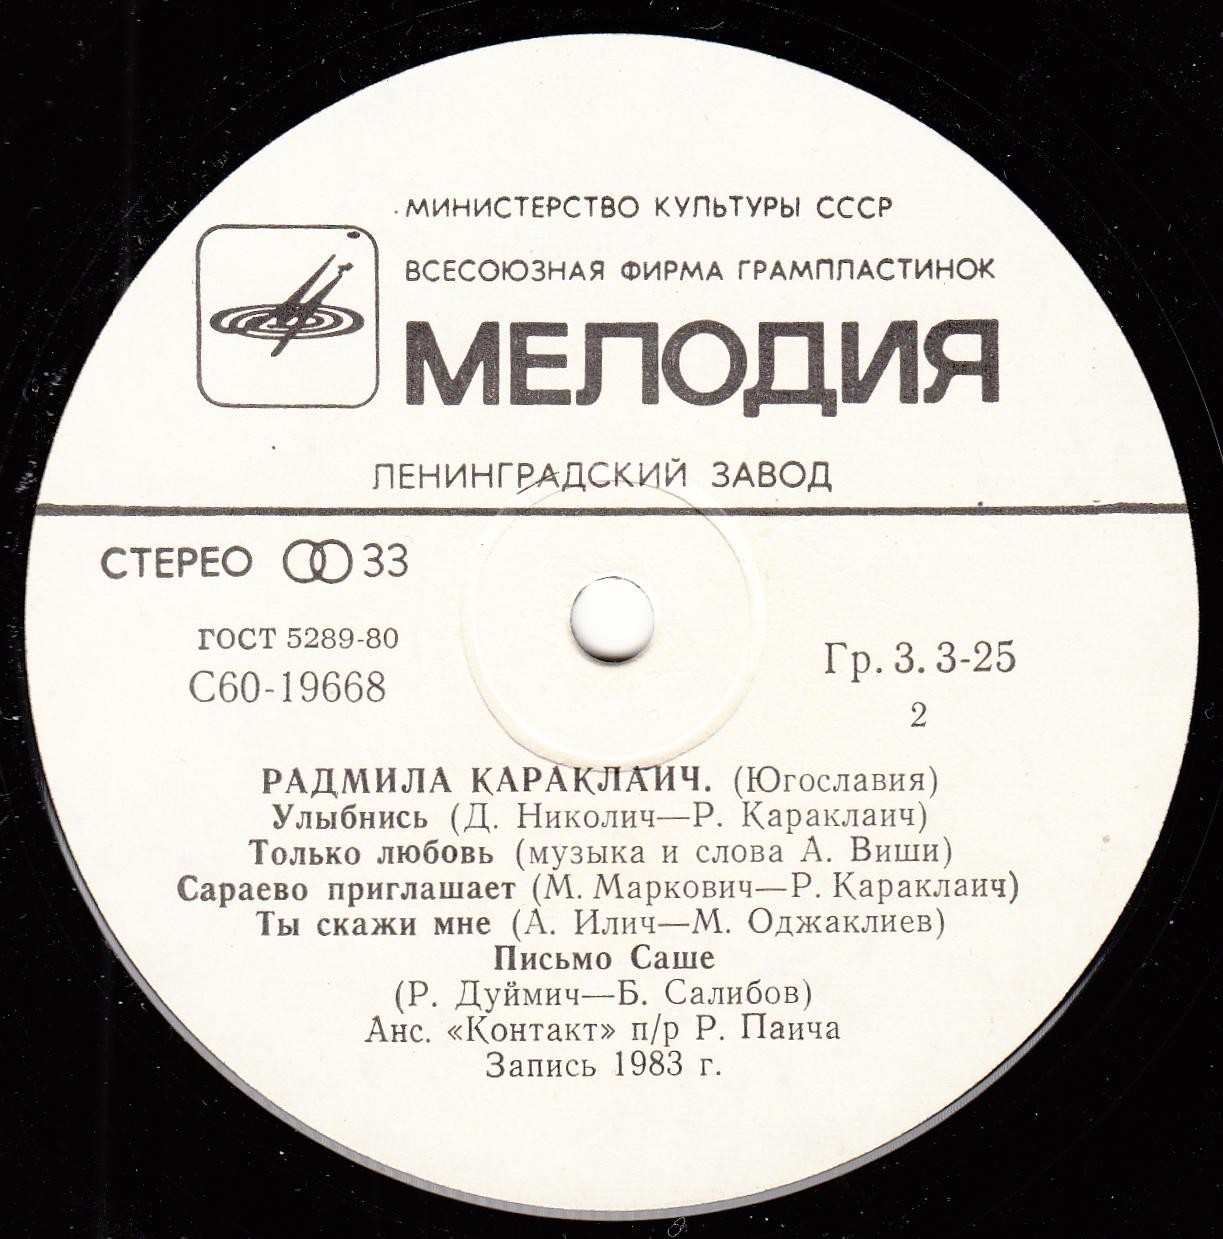 МИНИСТЕРСТВО КУЛЬТУРЫ СССР
ВСЕСОЮЗНАЯ ФИРМА ГРАМПЛАСТИНОК
МЕЛОДИЯ
ЛЕНИНГРАДСКИЙ ЗАВОД
СТЕРЕО 33
ГОСТ 5289-80
С60-19668
Гр. 3. 3-25
2
РАДМИЛА КАРАКЛАИЧ. (Югославия)
Улыбнись (Д. Николич—Р. Караклаич)
Только любовь (музыка и слова А. Виши)
Сараево приглашает (М. Маркович—Р. Караклаич)
Ты скажи мне (А. Илич—М. Оджаклиев)
Письмо Саше
(Р. Дуймич—Б. Салибов)
Анс. «Контакт» п/р Р. Паича
Запись 1983 г.